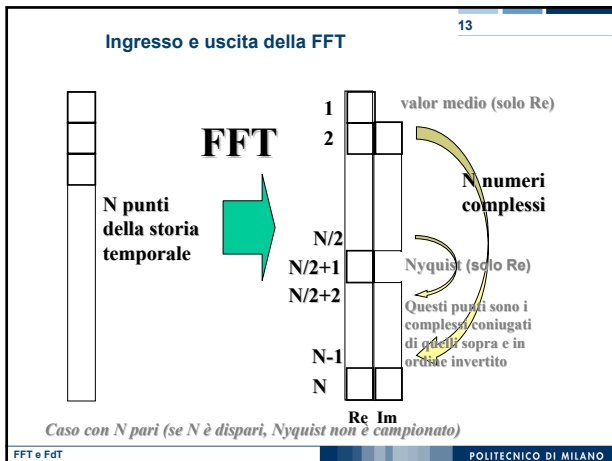 13
Ingresso e uscita della FFT
1
valor medio (solo Re)
FFT
2
N numeri
complessi
N punti
della storia
temporale
N/2
N/2+1
Nyquist (solo Re)
N/2+2
Questi punti sono i
complessi coniugati
di quelli sopra e in
ordine invertito
N-1
N
Re Im
Caso con N pari (se N è dispari, Nyquist non è campionato)
FFT e FdT
POLITECNICO DI MILANO